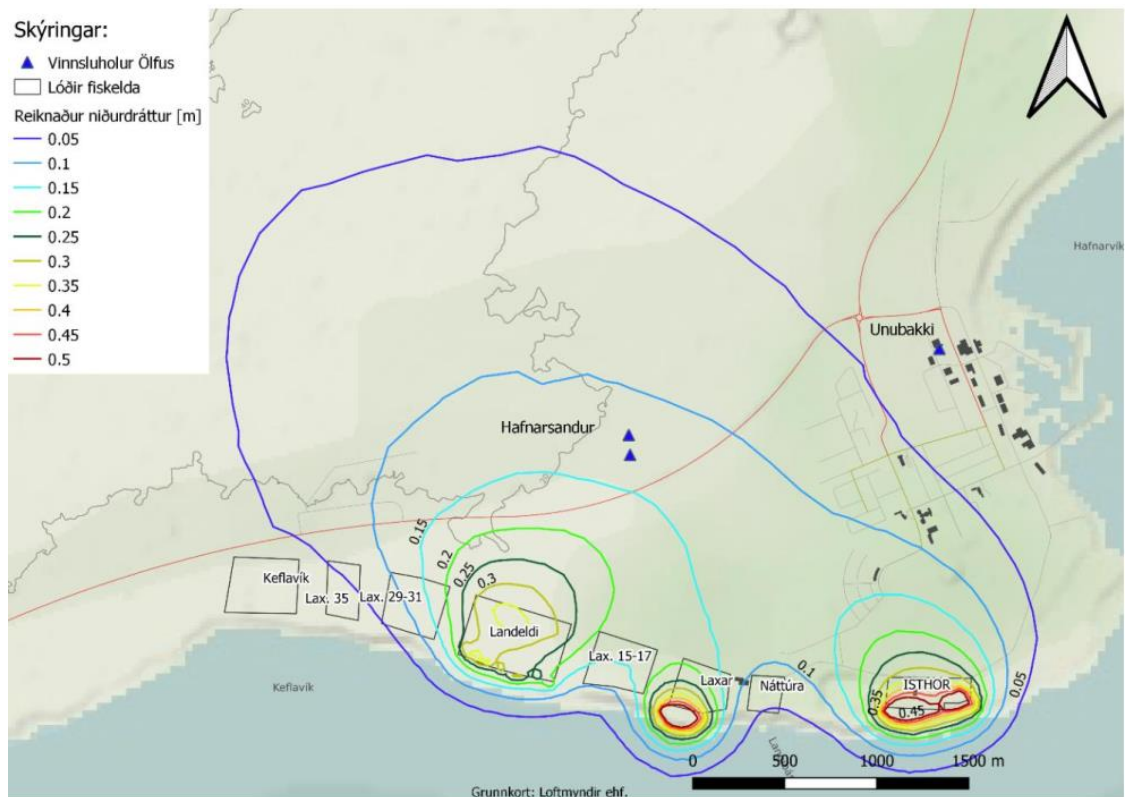 Skýringar:
Vinnsluholur Ölfus
Lóðir fiskelda
Reiknaður niðurdráttur [m]
0.05
0.1
0.15
0.2
0.25
0.3
0.35
0.4
0.45
0.5
Hafnarvík
Unubakki
Hafnarsandur
0.15
0.2
0.25
0.3
Keflavík
Lax. 35
Lax. 29-31
Landeldi
Lax. 15-17
Laxar
Náttúra
0.1
ISTHOR
0.35
0.45
0.05
Keflavík
0 500 1000 1500 m
Grunnkort: Loftmyndir ehf.